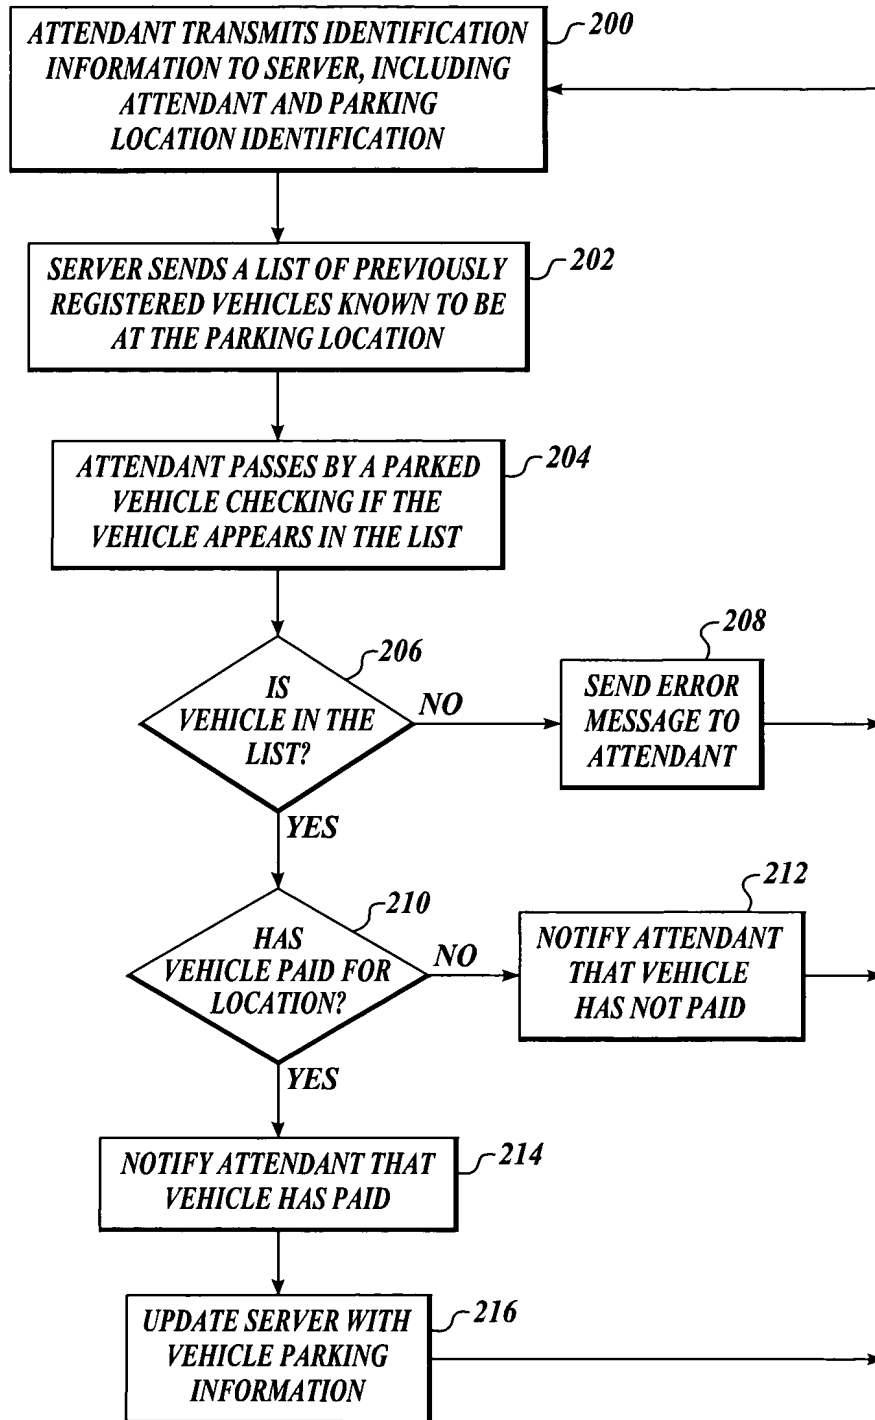 ATTENDANT TRANSMITS IDENTIFICATION
INFORMATION TO SERVER, INCLUDING
ATTENDANT AND PARKING
LOCATION IDENTIFICATION
200
SERVER SENDS A LIST OF PREVIOUSLY
REGISTERED VEHICLES KNOWN TO BE
AT THE PARKING LOCATION
202
ATTENDANT PASSES BY A PARKED
VEHICLE CHECKING IF THE
VEHICLE APPEARS IN THE LIST
204
IS
VEHICLE IN THE
LIST?
206
NO
SEND ERROR
MESSAGE TO
ATTENDANT
208
YES
HAS
VEHICLE PAID FOR
LOCATION?
210
NO
NOTIFY ATTENDANT
THAT VEHICLE
HAS NOT PAID
212
YES
NOTIFY ATTENDANT THAT
VEHICLE HAS PAID
214
UPDATE SERVER WITH
VEHICLE PARKING
INFORMATION
216